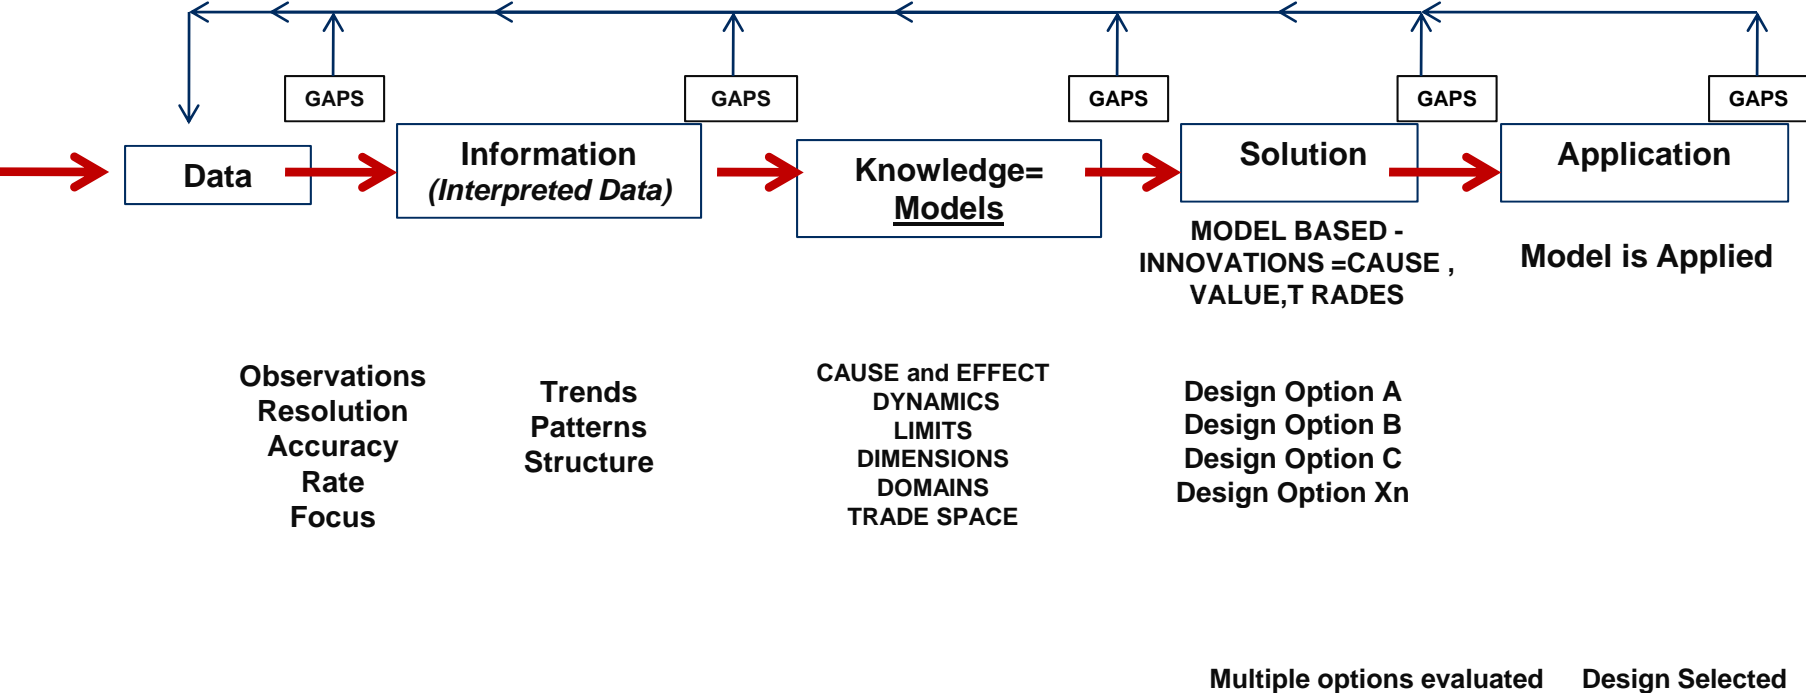 GAPS
GAPS
GAPS
GAPS
GAPS
Data
Information
(Interpreted Data)
Knowledge=
Models
Solution
Application
MODEL BASED -
INNOVATIONS =CAUSE ,
VALUE,T RADES
Model is Applied
Observations
Resolution
Accuracy
Rate
Focus
Trends
Patterns
Structure
CAUSE and EFFECT
DYNAMICS
LIMITS
DIMENSIONS
DOMAINS
TRADE SPACE
Design Option A
Design Option B
Design Option C
Design Option Xn
Multiple options evaluated
Design Selected